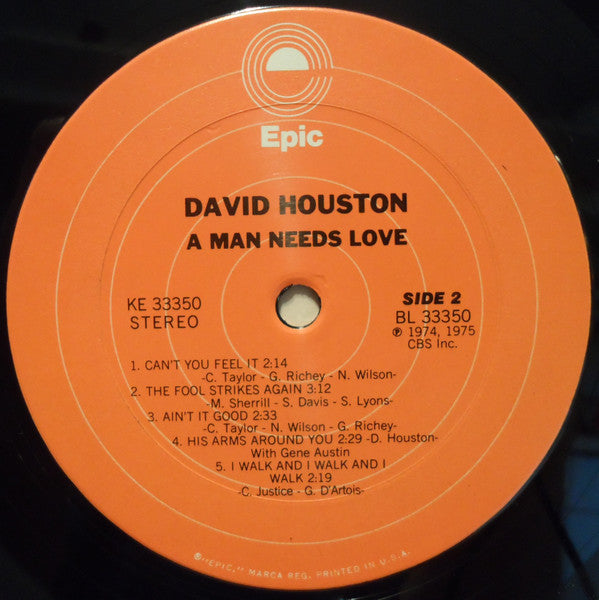 Epic
DAVID HOUSTON
A MAN NEEDS LOVE
KE 33350
STEREO
SIDE 2
BL 33350
℗ 1974, 1975
CBS Inc.
1. CAN'T YOU FEEL IT 2:14
-C. Taylor - G. Richey - N. Wilson-
2. THE FOOL STRIKES AGAIN 3:12
-M. Sherrill - S. Davis - S. Lyons-
3. AIN'T IT GOOD 2:33
-C. Taylor - N. Wilson - G. Richey-
4. HIS ARMS AROUND YOU 2:29 -D. Houston-
With Gene Austin
5. I WALK AND I WALK AND I
WALK 2:19
-C. Justice - G. D'Artois-
®"EPIC," MARCA REG. PRINTED IN U.S.A.